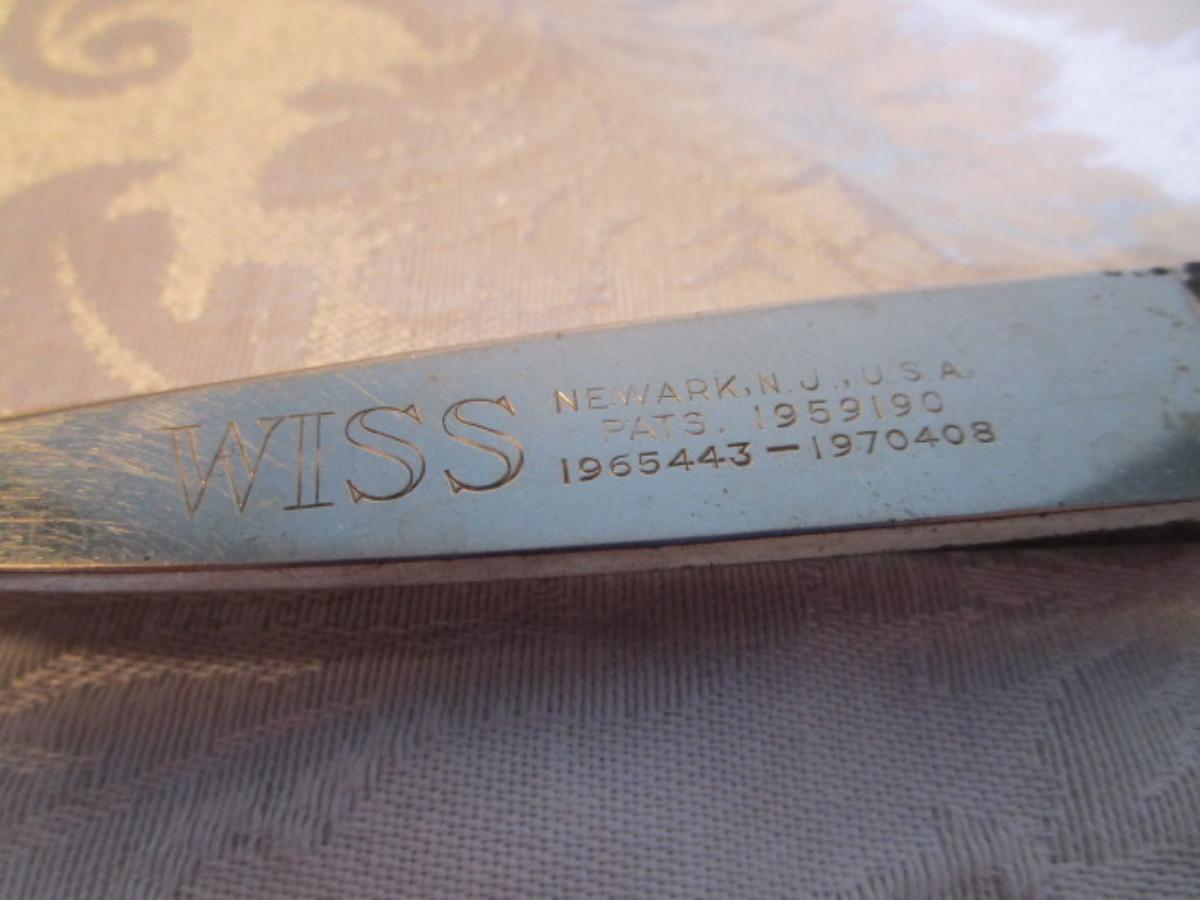 WISS
NEWARK, N.J., U.S.A.
PATS. 1959190
1965443—1970408